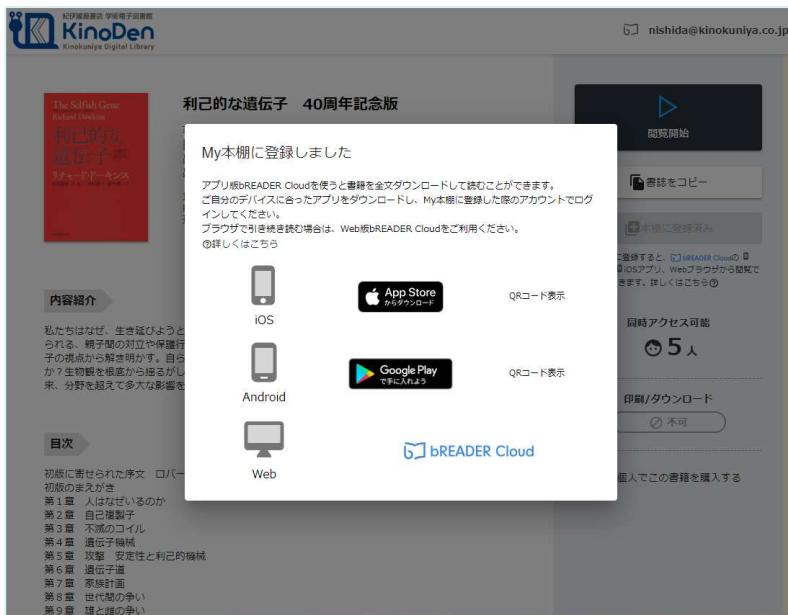 紀伊國屋書店 学術電子図書館
KinoDen
Kinokuniya Digital Library
nishida@kinokuniya.co.jp
The Selfish Gene
Richard Dawkins
利己的な
遺伝子
リチャード・ドーキンス
利己的な遺伝子 40周年記念版
閲覧開始
書誌をコピー
本棚に登録済み
に登録すると、bREADER Cloudの
iOSアプリ、Webブラウザから閲覧で
きます。詳しくはこちら
同時アクセス可能
5人
印刷/ダウンロード
不可
個人でこの書籍を購入する
My本棚に登録しました
アプリ版bREADER Cloudを使うと書籍を全文ダウンロードして読むことができます。
ご自分のデバイスに合ったアプリをダウンロードし、My本棚に登録した際のアカウントでログ
インしてください。
ブラウザで引き続き読む場合は、Web版bREADER Cloudをご利用ください。
詳しくはこちら
iOS
App Store
からダウンロード
QRコード表示
Android
Google Play
で手に入れよう
QRコード表示
Web
bREADER Cloud
内容紹介
私たちはなぜ、生き延びようと
られる、親子間の対立や保護行
子の視点から解き明かす。自ら
か？生物観を根底から揺るがし
来、分野を超えて多大な影響を
目次
初版に寄せられた序文 ロバー
初版のまえがき
第1章 人はなぜいるのか
第2章 自己複製子
第3章 不滅のコイル
第4章 遺伝子機械
第5章 攻撃 安定性と利己的機械
第6章 遺伝子道
第7章 家族計画
第8章 世代間の争い
第9章 雄と雌の争い